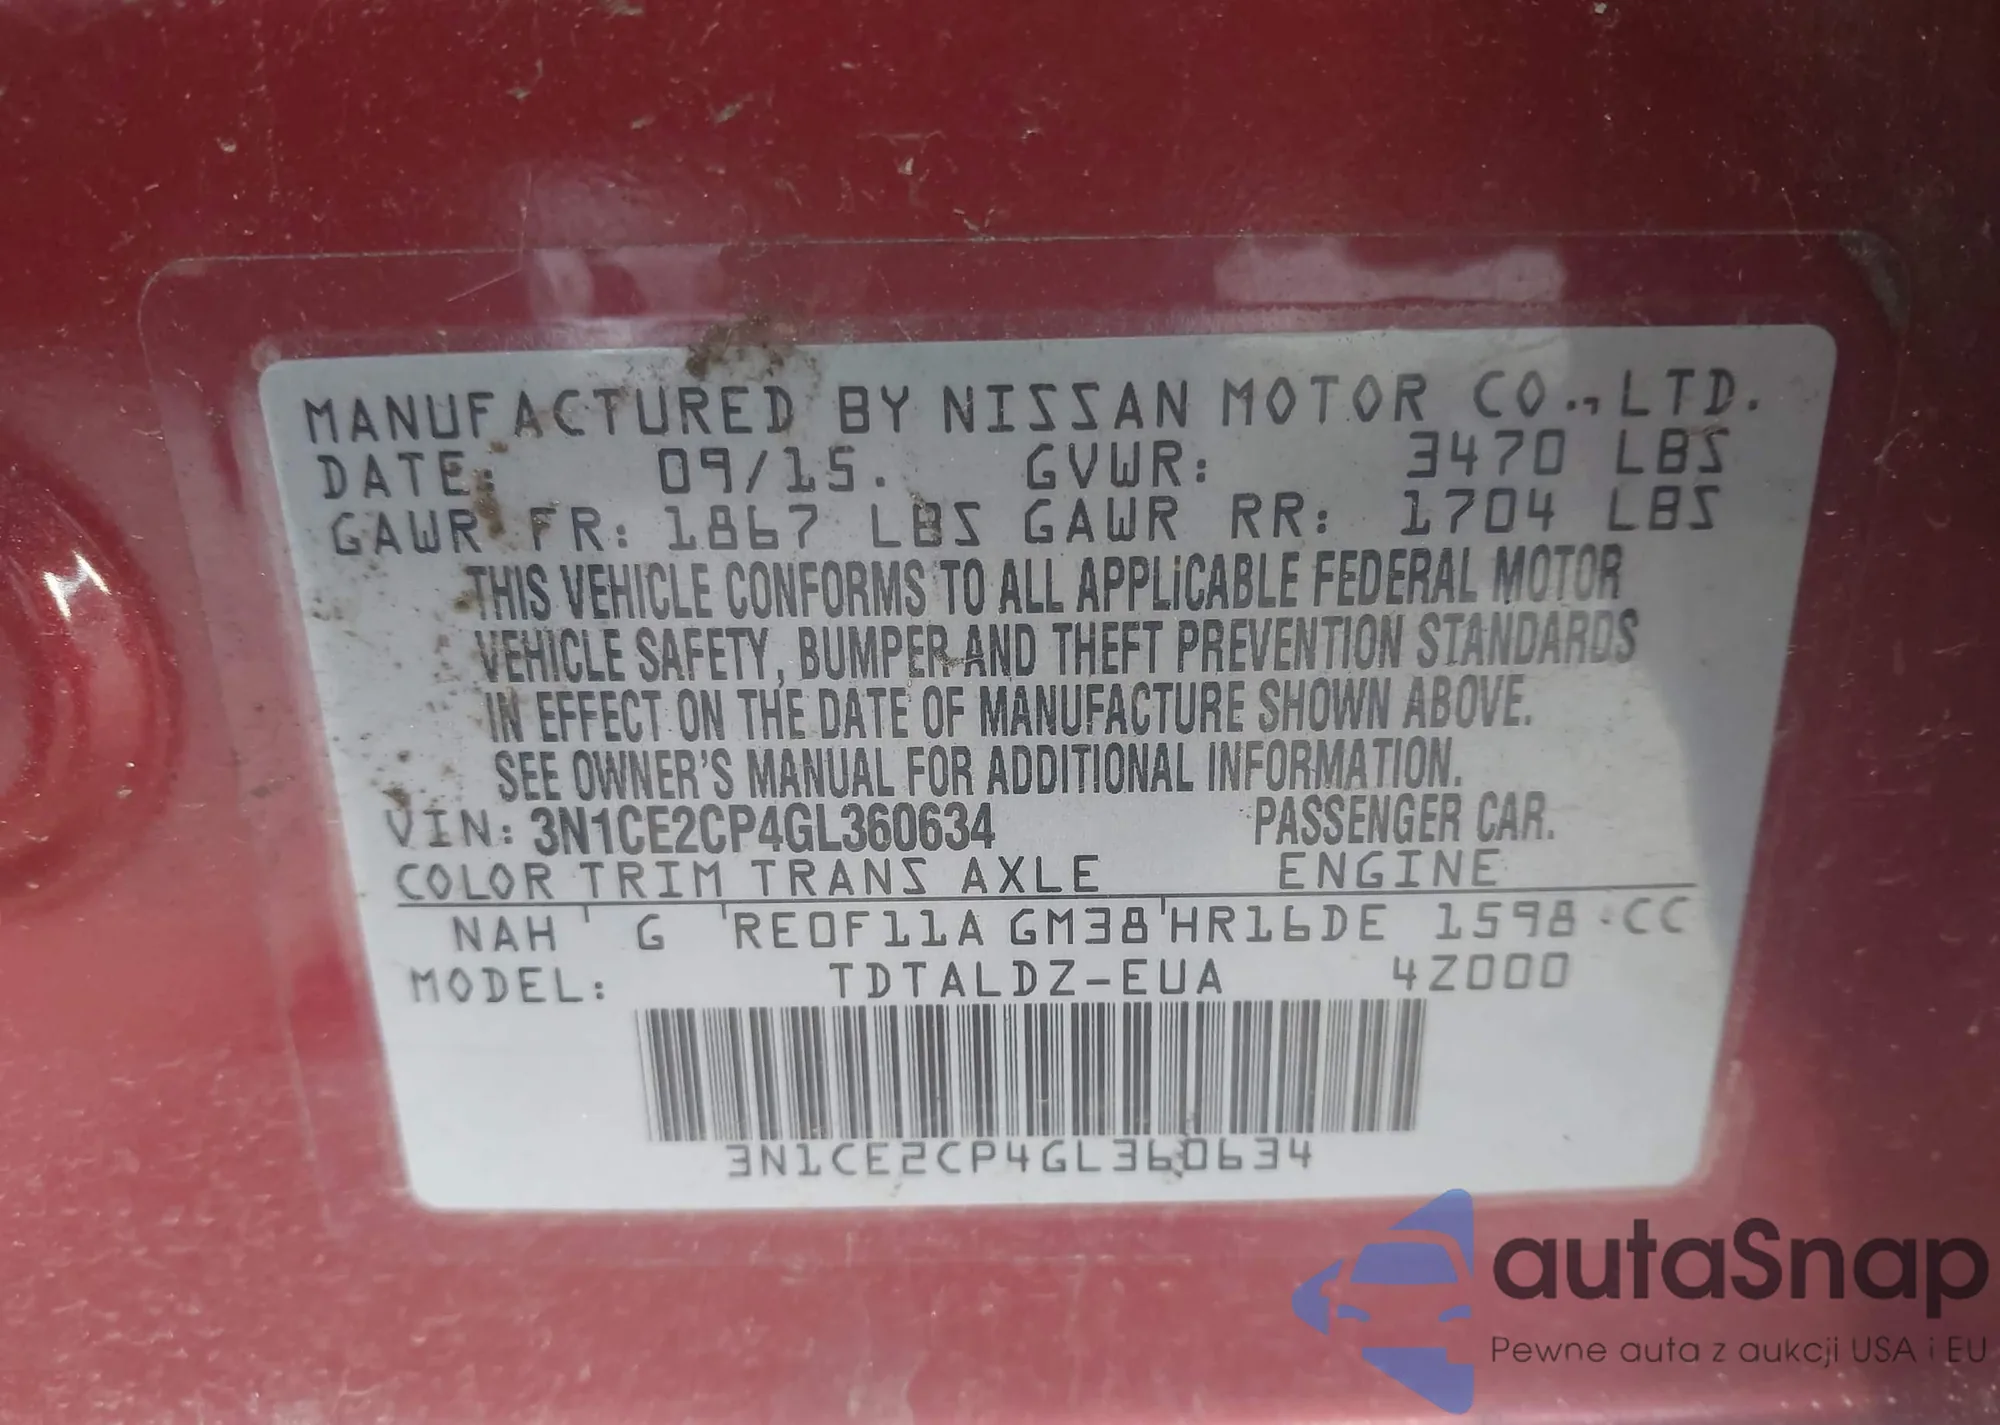 MANUFACTURED BY NISSAN MOTOR CO., LTD.
DATE: 09/15. GVWR: 3470 LBS
GAWR FR: 1867 LBS GAWR RR: 1704 LBS
THIS VEHICLE CONFORMS TO ALL APPLICABLE FEDERAL MOTOR
VEHICLE SAFETY, BUMPER AND THEFT PREVENTION STANDARDS
IN EFFECT ON THE DATE OF MANUFACTURE SHOWN ABOVE.
SEE OWNER'S MANUAL FOR ADDITIONAL INFORMATION.
VIN: 3N1CE2CP4GL360634 PASSENGER CAR.
COLOR TRIM TRANS AXLE ENGINE
NAH G RE0F11A GM38 HR16DE 1598 CC
MODEL: TDTALDZ-EUA 4Z000
3N1CE2CP4GL360634
autaSnap
Pewne auta z aukcji USA i EU